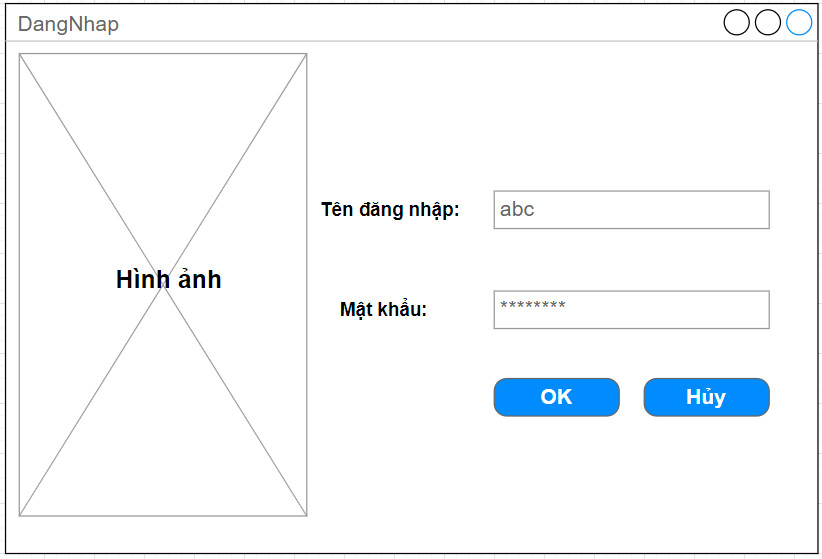 DangNhap
Hình ảnh
Tên đăng nhập:
abc
Mật khẩu:
********
OK
Hủy